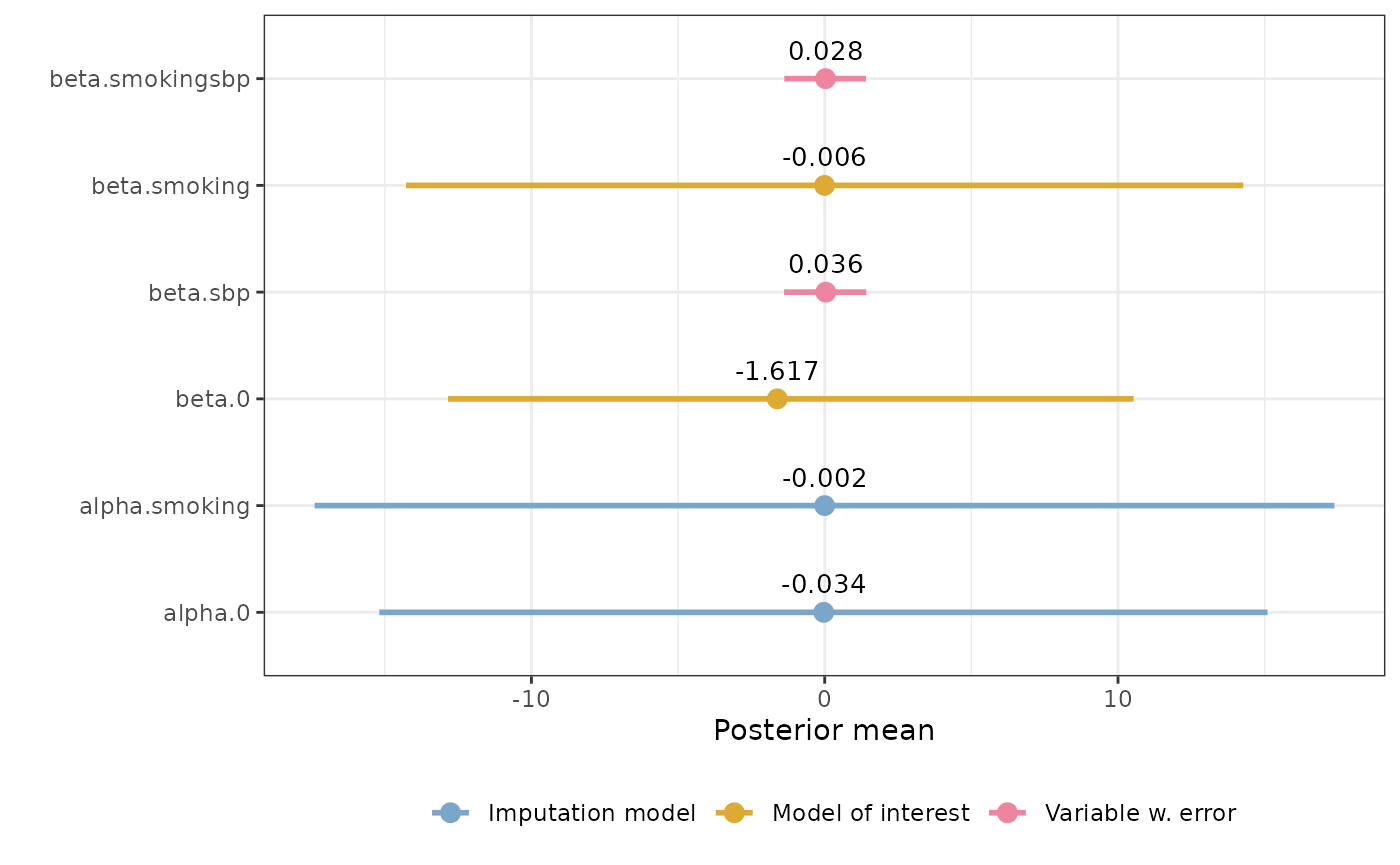 0.028
beta.smokingsbp
-0.006
beta.smoking
0.036
beta.sbp
-1.617
beta.0
-0.002
alpha.smoking
-0.034
alpha.0
-10 0 10
Posterior mean
Imputation model Model of interest Variable w. error